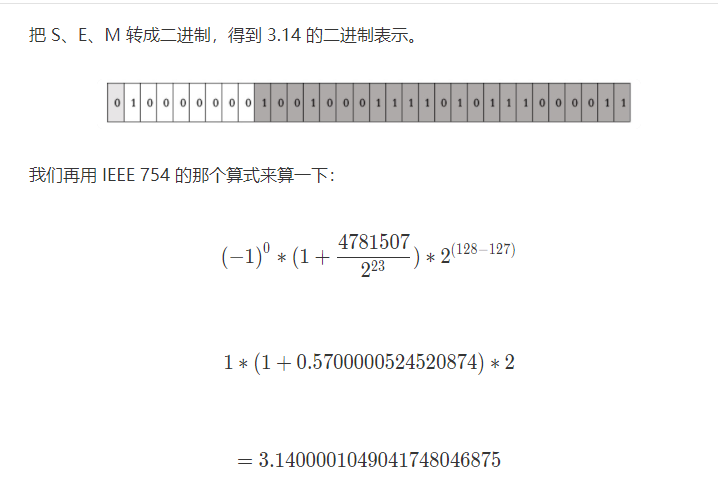 把 S、E、M 转成二进制，得到 3.14 的二进制表示。
0 1 0 0 0 0 0 0 0 1 0 0 1 0 0 0 1 1 1 1 0 1 0 1 1 1 0 0 0 0 1 1
我们再用 IEEE 754 的那个算式来算一下：
(−1)^0 ∗ (1 + 4781507/2^23) ∗ 2^(128−127)
1 ∗ (1 + 0.5700000524520874) ∗ 2
= 3.1400001049041748046875